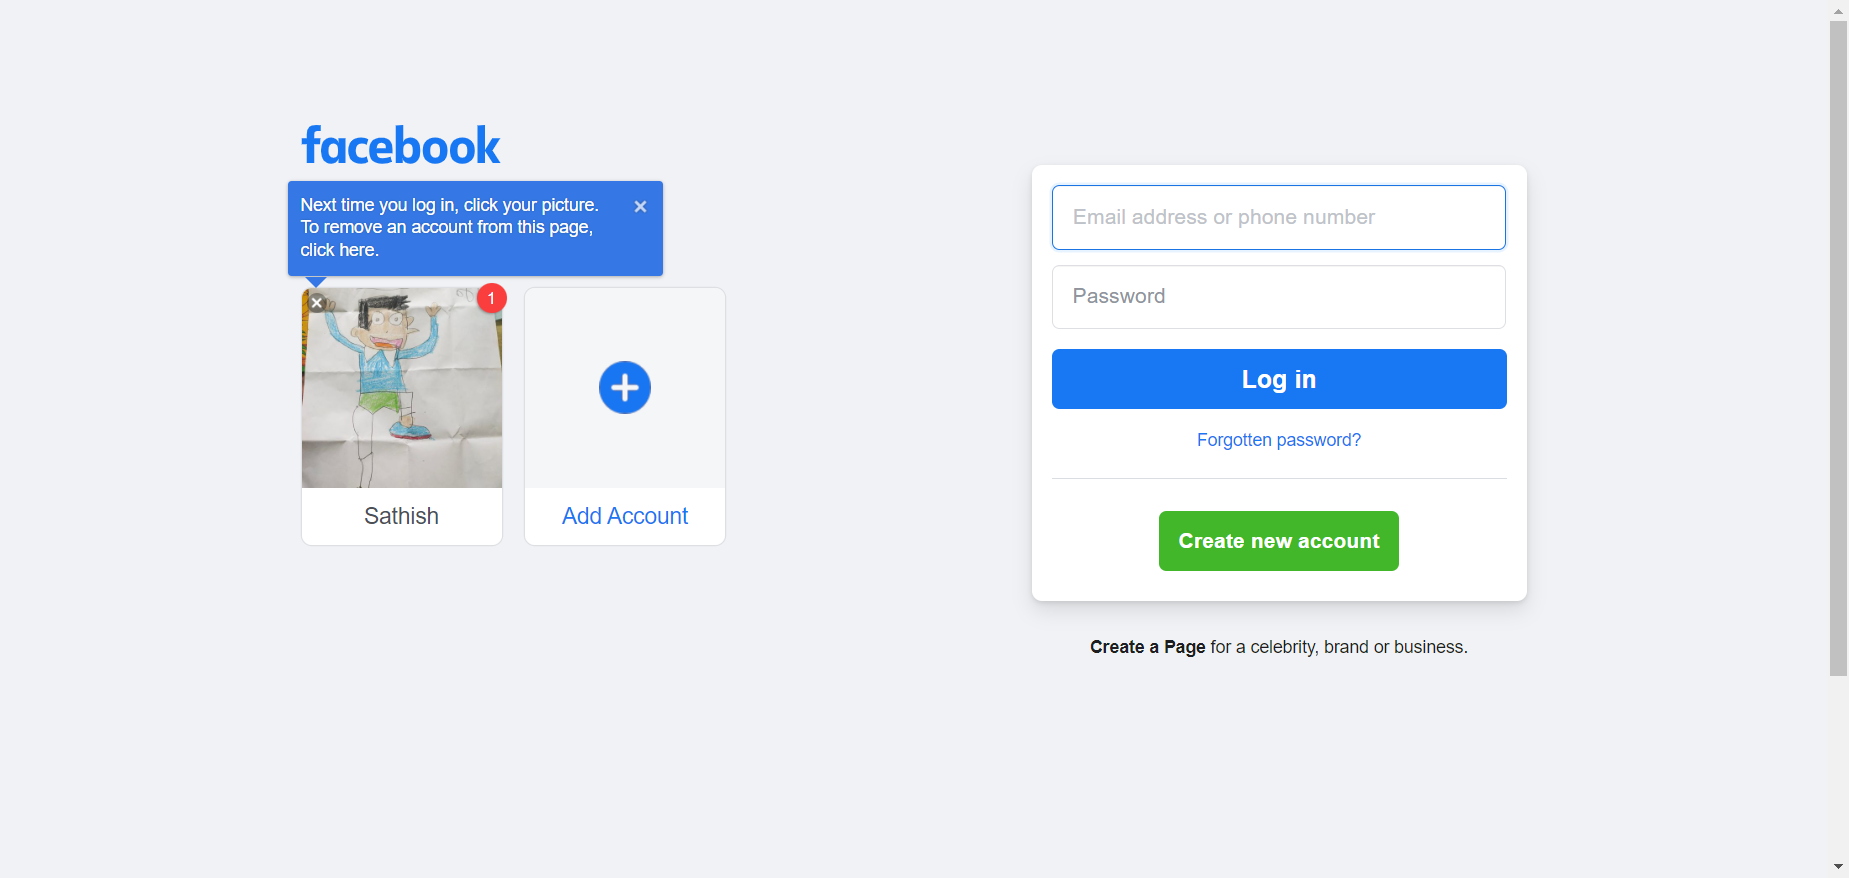 facebook
Next time you log in, click your picture.
To remove an account from this page,
click here.
1
Sathish
Add Account
Email address or phone number
Password
Log in
Forgotten password?
Create new account
Create a Page for a celebrity, brand or business.